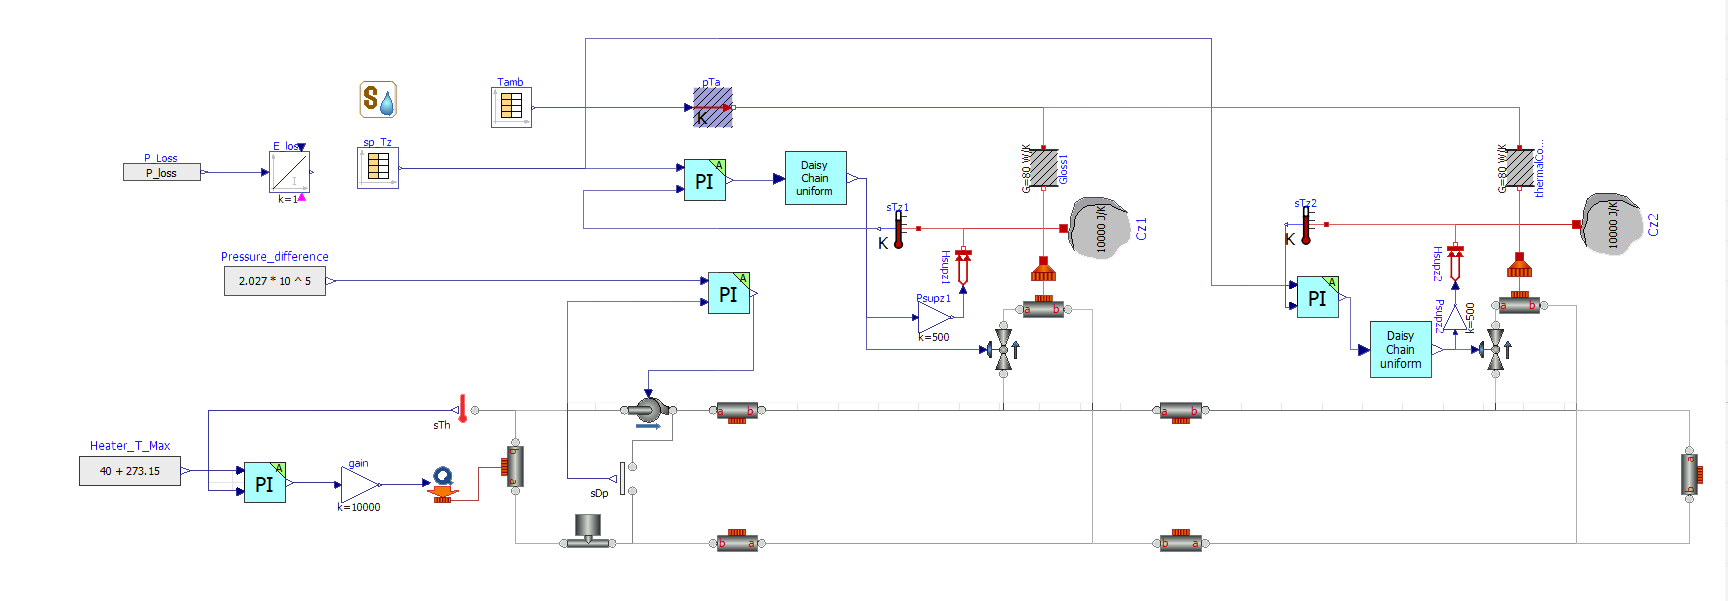 Tamb
pTa
K
S
P_Loss
P_loss
E_los
I
k=1
sp_Tz
A
PI
Daisy
Chain
uniform
G=80 W/K
Gloss1
G=80 W/K
thermalCo...
sTz1
K
10000 J/K
Cz1
sTz2
K
10000 J/K
Cz2
Pressure_difference
2.027 * 10 ^ 5
A
PI
Hsupz1
Psupz1
k=500
a b
A
PI
Hsupz2
Psupz2
k=500
a b
Daisy
Chain
uniform
sTh
a b
a b
Heater_T_Max
40 + 273.15
A
PI
gain
k=10000
Q
b
a
sDp
a
b
b a
b a